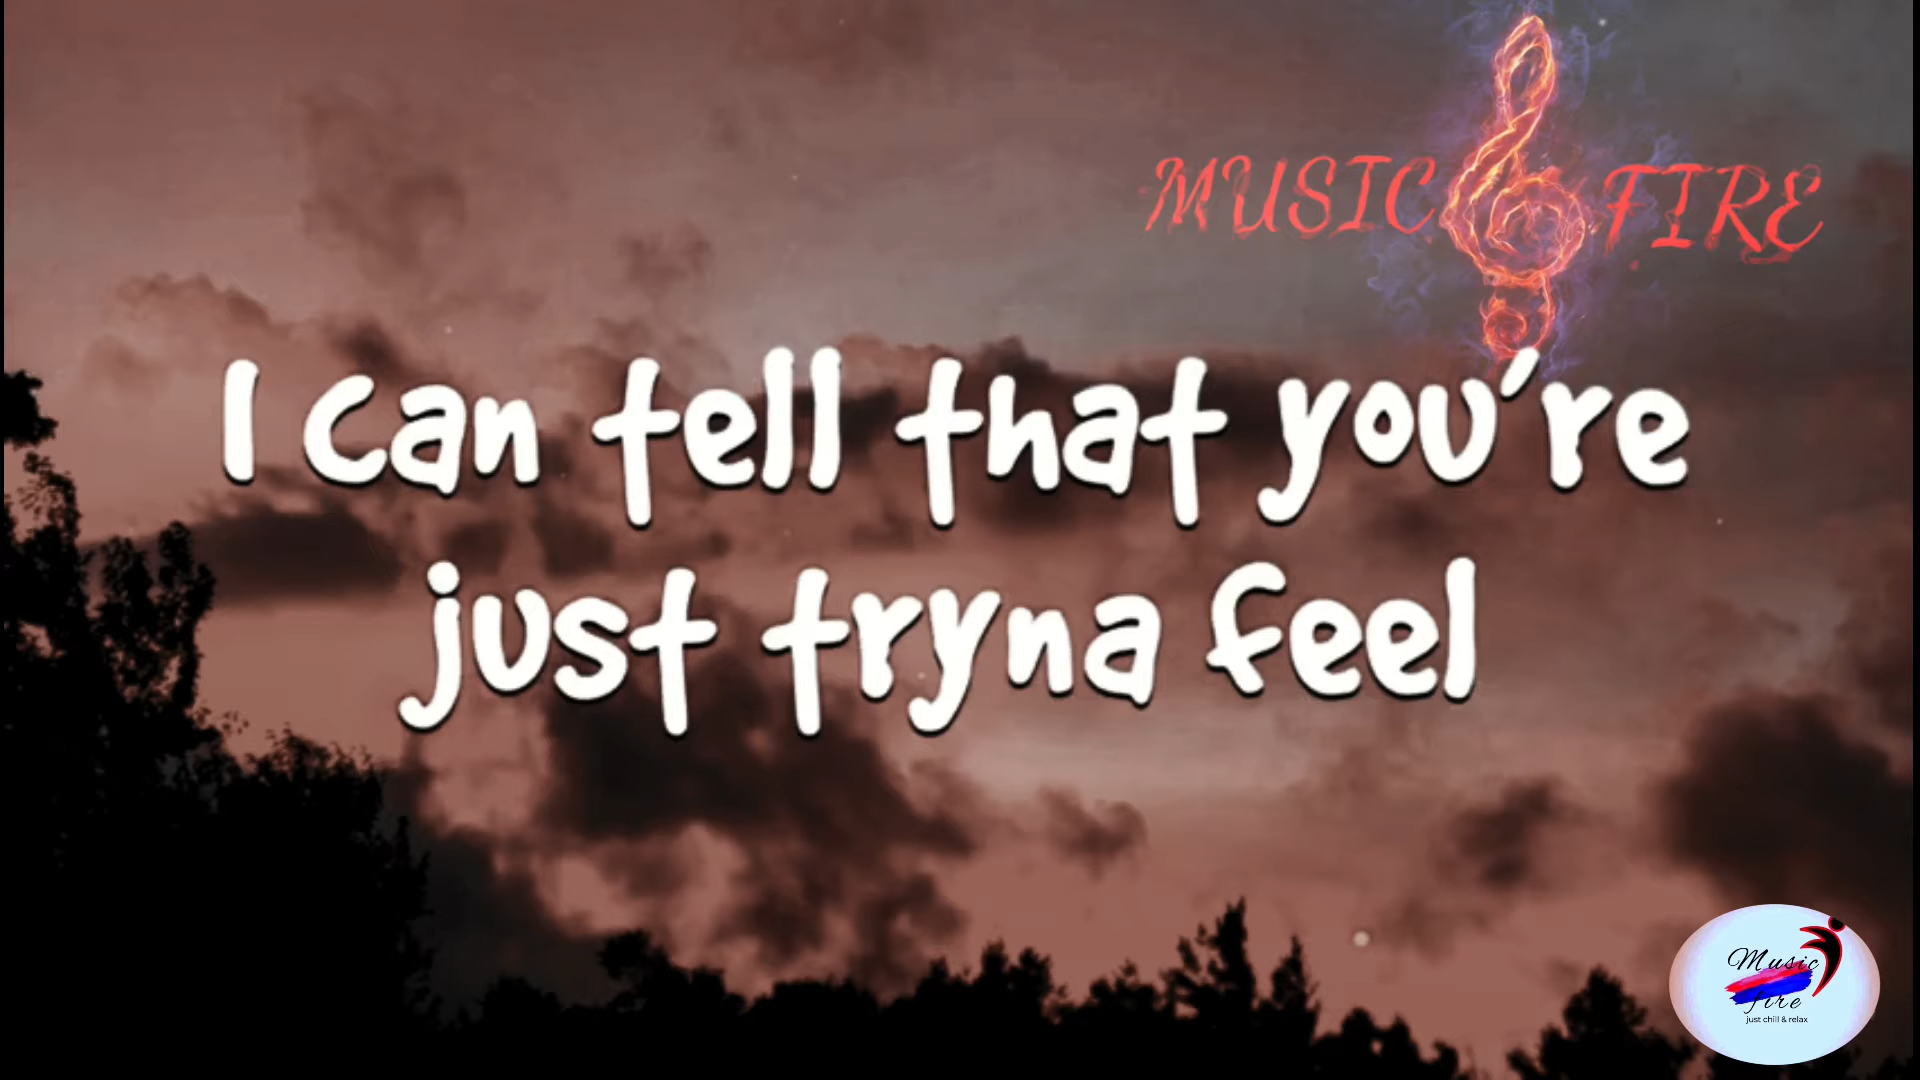 MUSIC FIRE
I can tell that you're
just tryna feel
Music
fire
just chill & relax